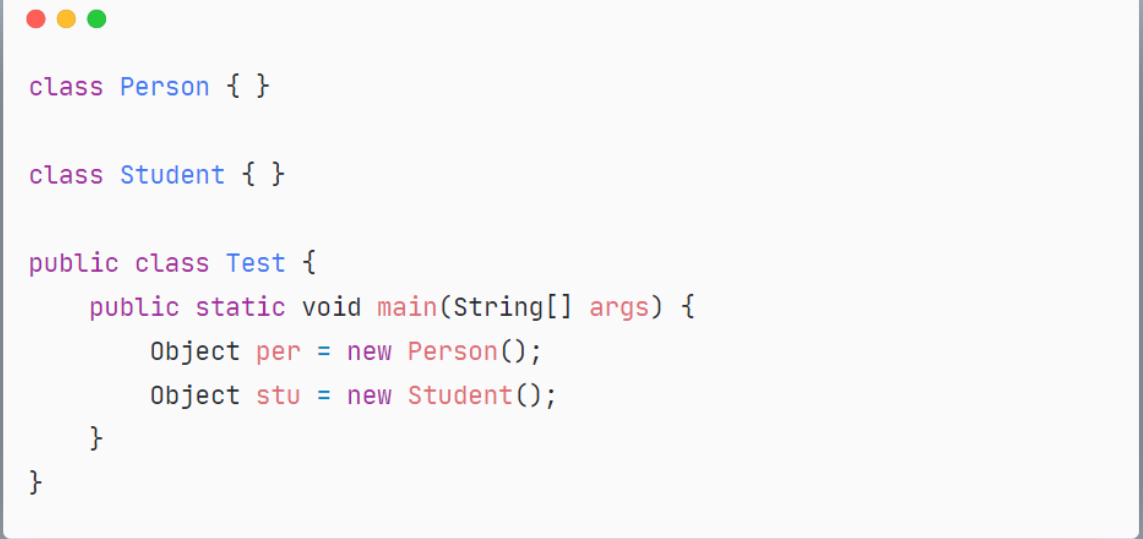 class Person { }
class Student { }
public class Test {
    public static void main(String[] args) {
        Object per = new Person();
        Object stu = new Student();
    }
}